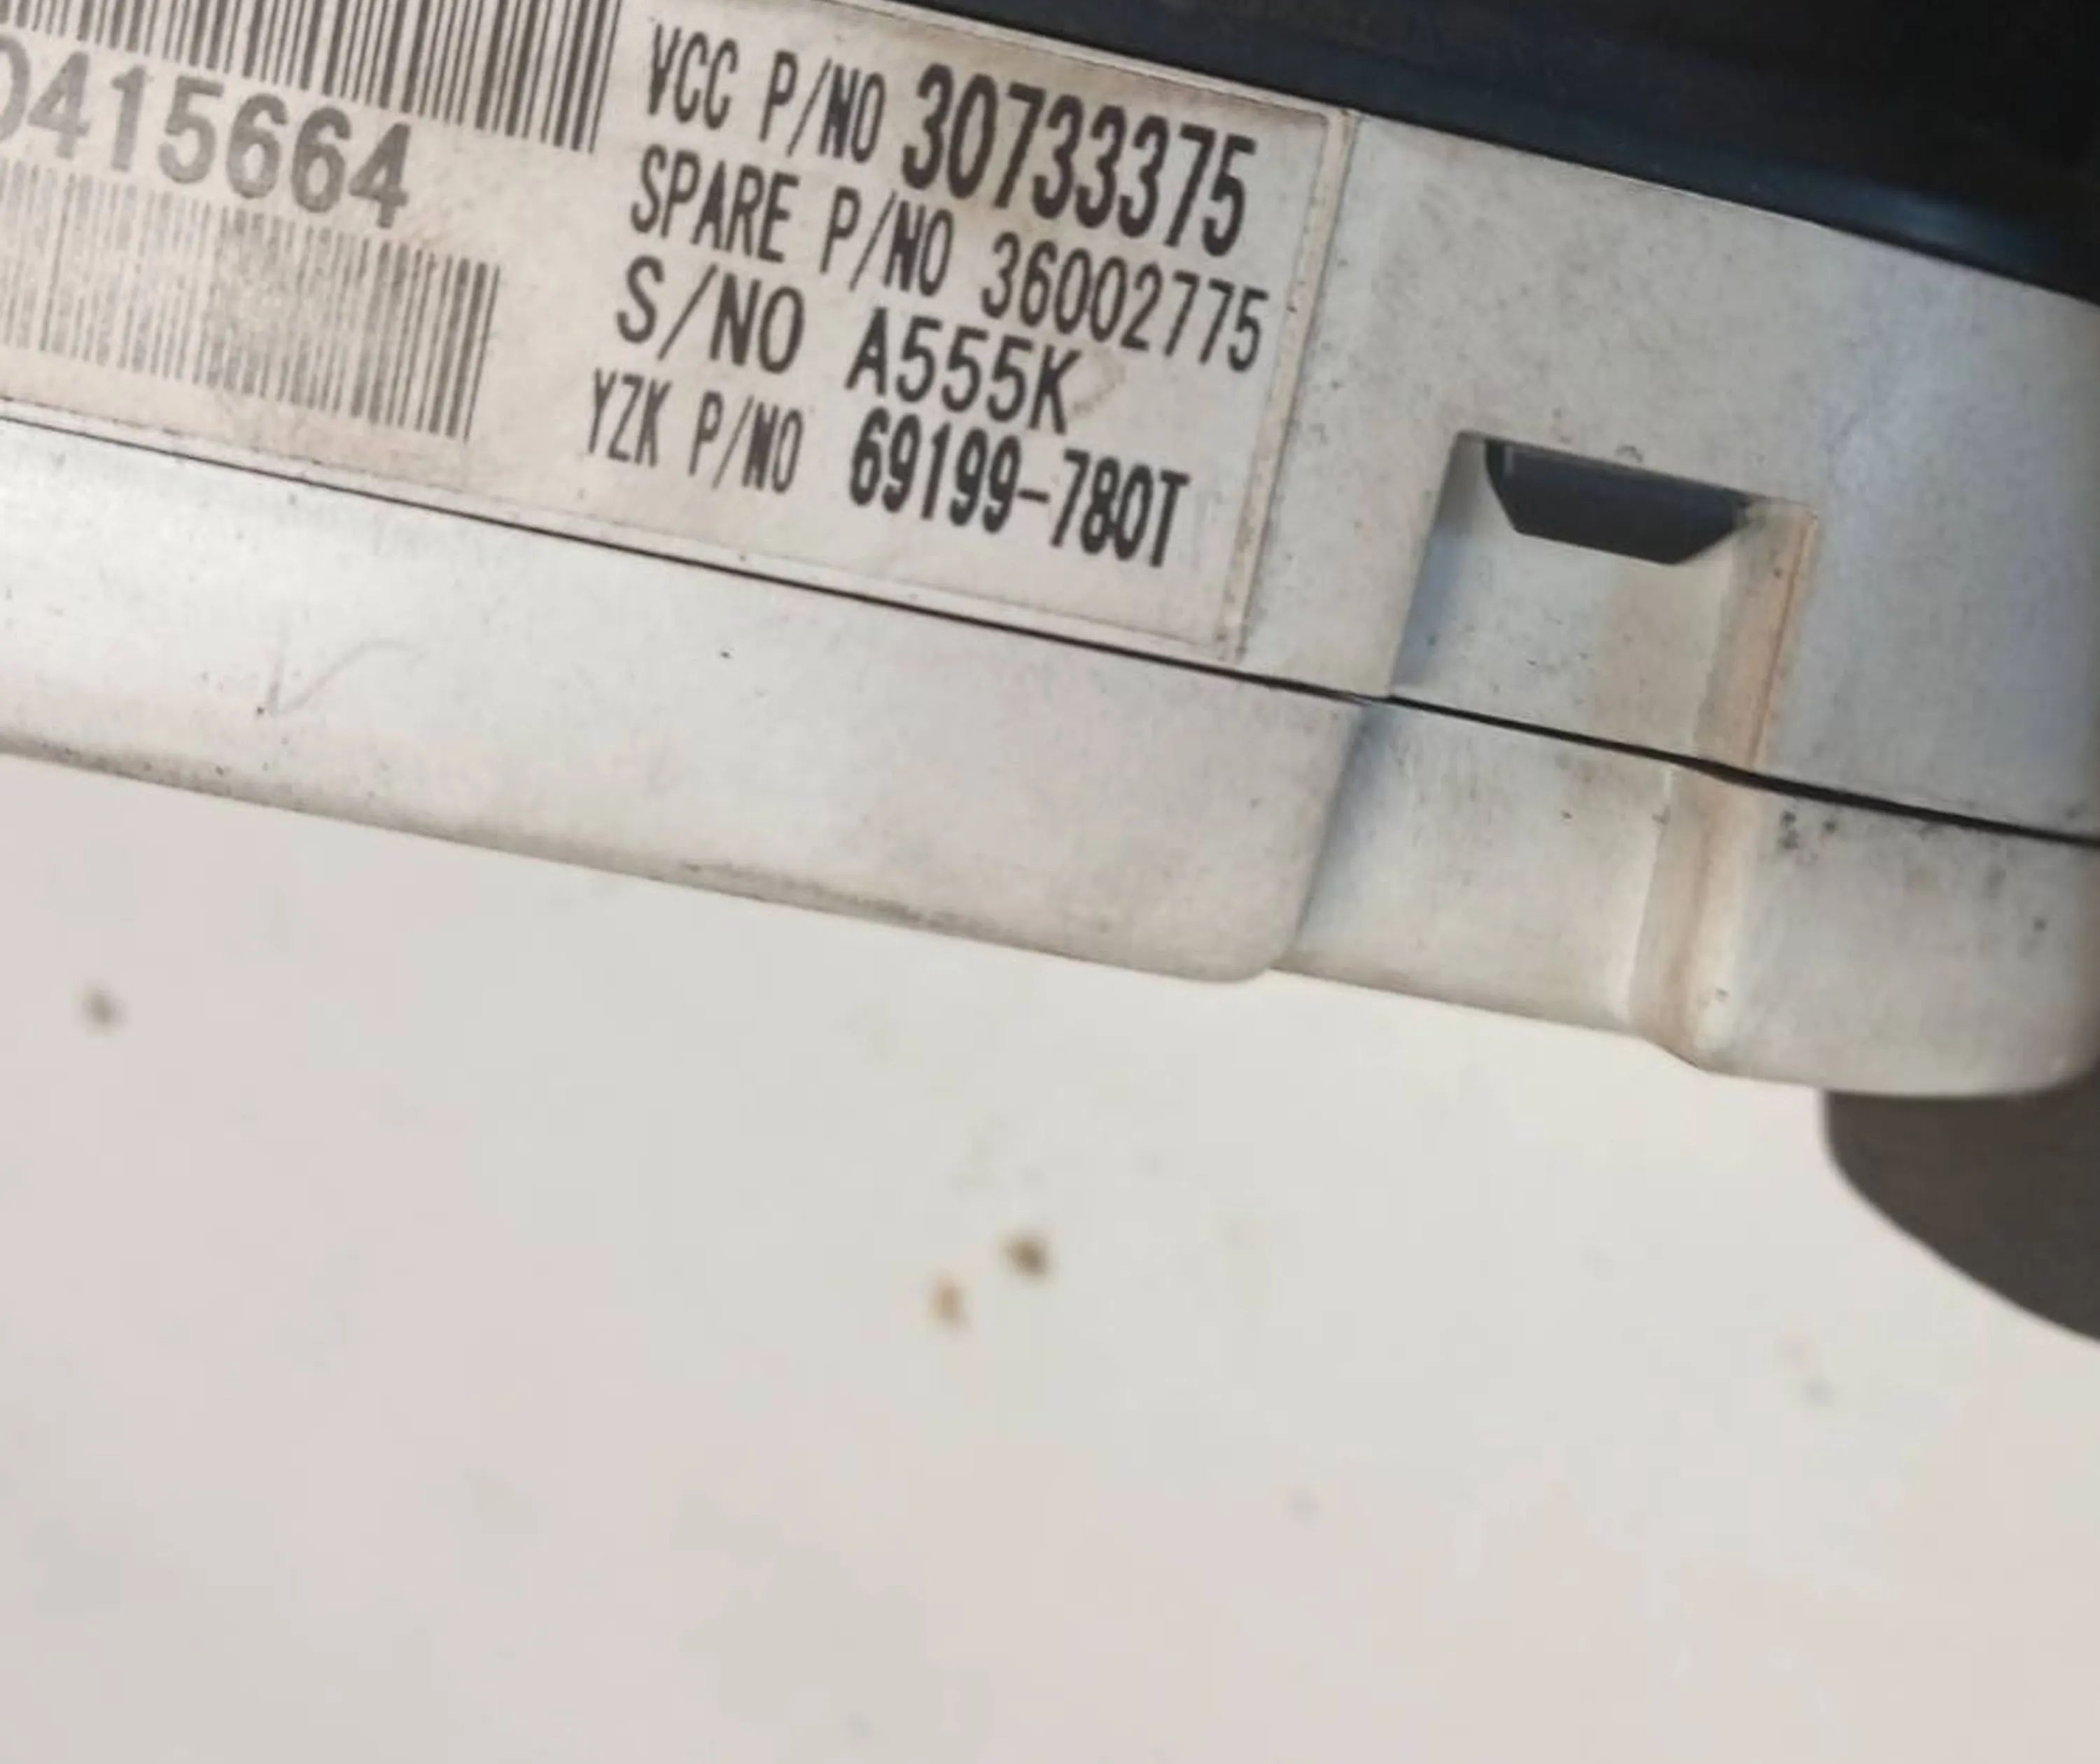 0415664
VCC P/NO 30733375
SPARE P/NO 36002775
S/NO A555K
YZK P/NO 69199-780T